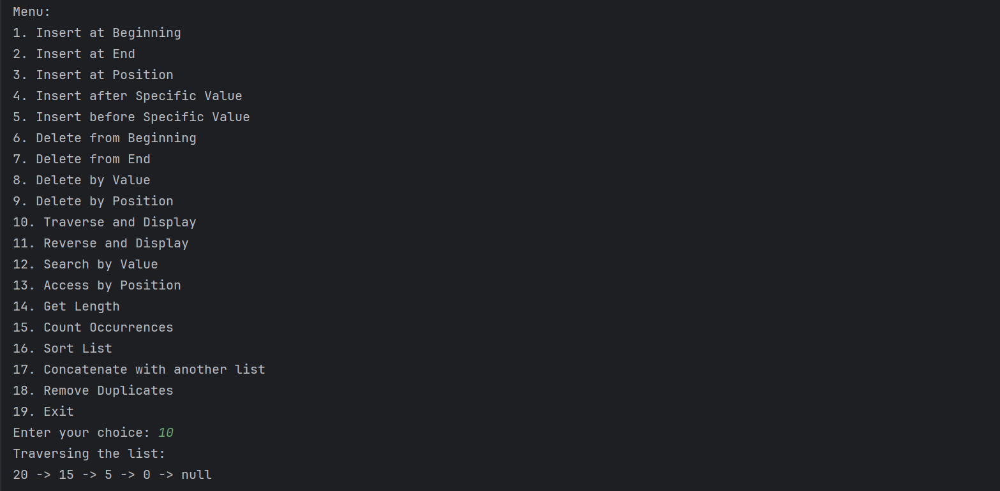 Menu:
1. Insert at Beginning
2. Insert at End
3. Insert at Position
4. Insert after Specific Value
5. Insert before Specific Value
6. Delete from Beginning
7. Delete from End
8. Delete by Value
9. Delete by Position
10. Traverse and Display
11. Reverse and Display
12. Search by Value
13. Access by Position
14. Get Length
15. Count Occurrences
16. Sort List
17. Concatenate with another list
18. Remove Duplicates
19. Exit
Enter your choice: 10
Traversing the list:
20 -> 15 -> 5 -> 0 -> null